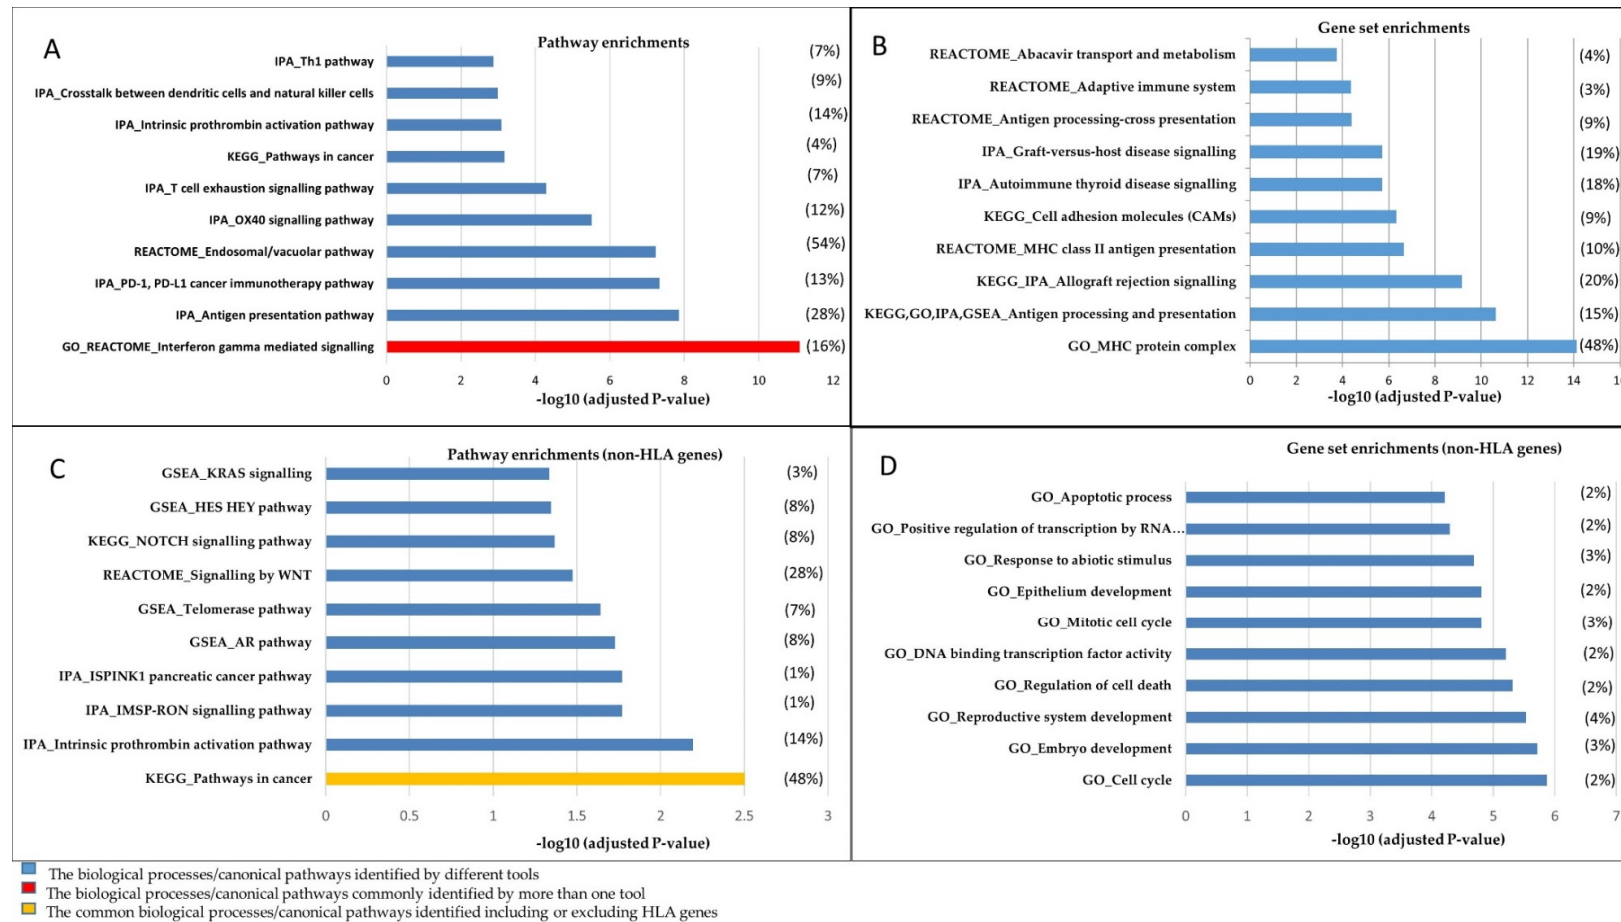 A
Pathway enrichments
IPA_Th1 pathway (7%)
IPA_Crosstalk between dendritic cells and natural killer cells (9%)
IPA_Intrinsic prothrombin activation pathway (14%)
KEGG_Pathways in cancer (4%)
IPA_T cell exhaustion signalling pathway (7%)
IPA_OX40 signalling pathway (12%)
REACTOME_Endosomal/vacuolar pathway (54%)
IPA_PD-1, PD-L1 cancer immunotherapy pathway (13%)
IPA_Antigen presentation pathway (28%)
GO_REACTOME_Interferon gamma mediated signalling (16%)
0 2 4 6 8 10 12
-log10 (adjusted P-value)
B
Gene set enrichments
REACTOME_Abacavir transport and metabolism (4%)
REACTOME_Adaptive immune system (3%)
REACTOME_Antigen processing-cross presentation (9%)
IPA_Graft-versus-host disease signalling (19%)
IPA_Autoimmune thyroid disease signalling (18%)
KEGG_Cell adhesion molecules (CAMs) (9%)
REACTOME_MHC class II antigen presentation (10%)
KEGG_IPA_Allograft rejection signalling (20%)
KEGG,GO,IPA,GSEA_Antigen processing and presentation (15%)
GO_MHC protein complex (48%)
0 2 4 6 8 10 12 14 16
-log10 (adjusted P-value)
C
Pathway enrichments (non-HLA genes)
GSEA_KRAS signalling (3%)
GSEA_HES HEY pathway (8%)
KEGG_NOTCH signalling pathway (8%)
REACTOME_Signalling by WNT (28%)
GSEA_Telomerase pathway (7%)
GSEA_AR pathway (8%)
IPA_ISPINK1 pancreatic cancer pathway (1%)
IPA_IMSP-RON signalling pathway (1%)
IPA_Intrinsic prothrombin activation pathway (14%)
KEGG_Pathways in cancer (48%)
0 0.5 1 1.5 2 2.5 3
-log10 (adjusted P-value)
D
Gene set enrichments (non-HLA genes)
GO_Apoptotic process (2%)
GO_Positive regulation of transcription by RNA… (2%)
GO_Response to abiotic stimulus (3%)
GO_Epithelium development (2%)
GO_Mitotic cell cycle (3%)
GO_DNA binding transcription factor activity (2%)
GO_Regulation of cell death (2%)
GO_Reproductive system development (4%)
GO_Embryo development (3%)
GO_Cell cycle (2%)
0 1 2 3 4 5 6 7
-log10 (adjusted P-value)
The biological processes/canonical pathways identified by different tools
The biological processes/canonical pathways commonly identified by more than one tool
The common biological processes/canonical pathways identified including or excluding HLA genes